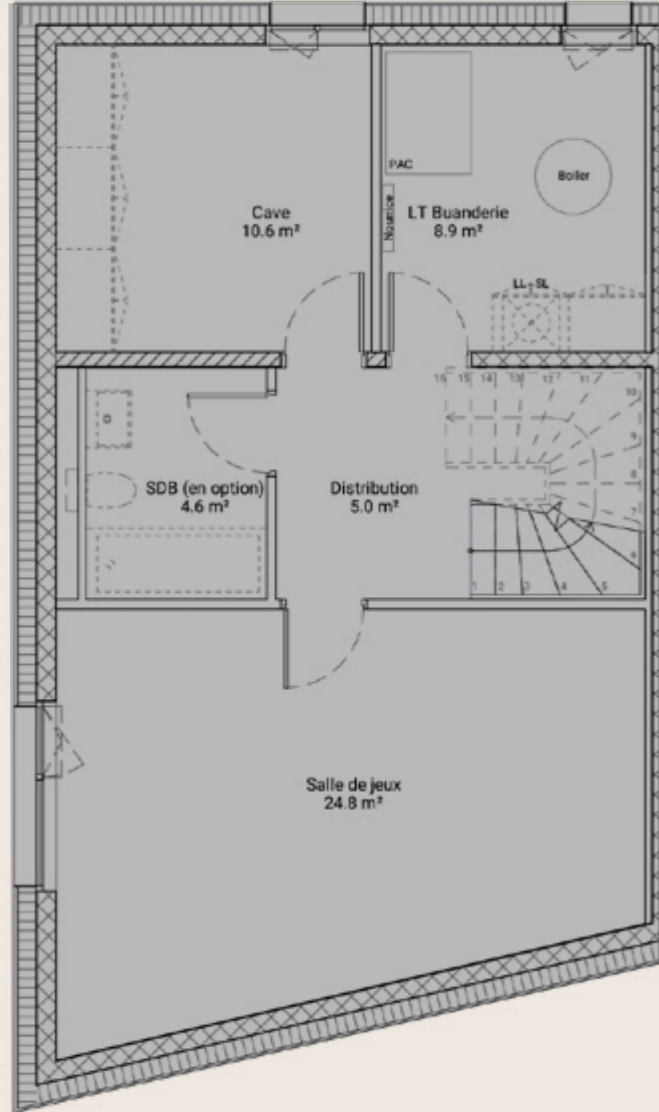 PAC
Boiler
Cave
10.6 m²
Nourrice
LT Buanderie
8.9 m²
LL+SL
16 15 14 13 12 11
10
9
8
7
6
SDB (en option)
4.6 m²
Distribution
5.0 m²
1 2 3 4 5
Salle de jeux
24.8 m²